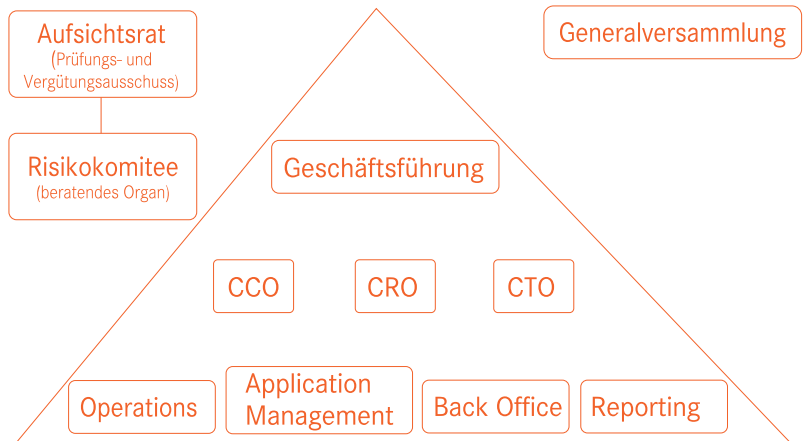 Aufsichtsrat
(Prüfungs- und
Vergütungsausschuss)
Generalversammlung
Risikokomitee
(beratendes Organ)
Geschäftsführung
CCO
CRO
CTO
Operations
Application
Management
Back Office
Reporting